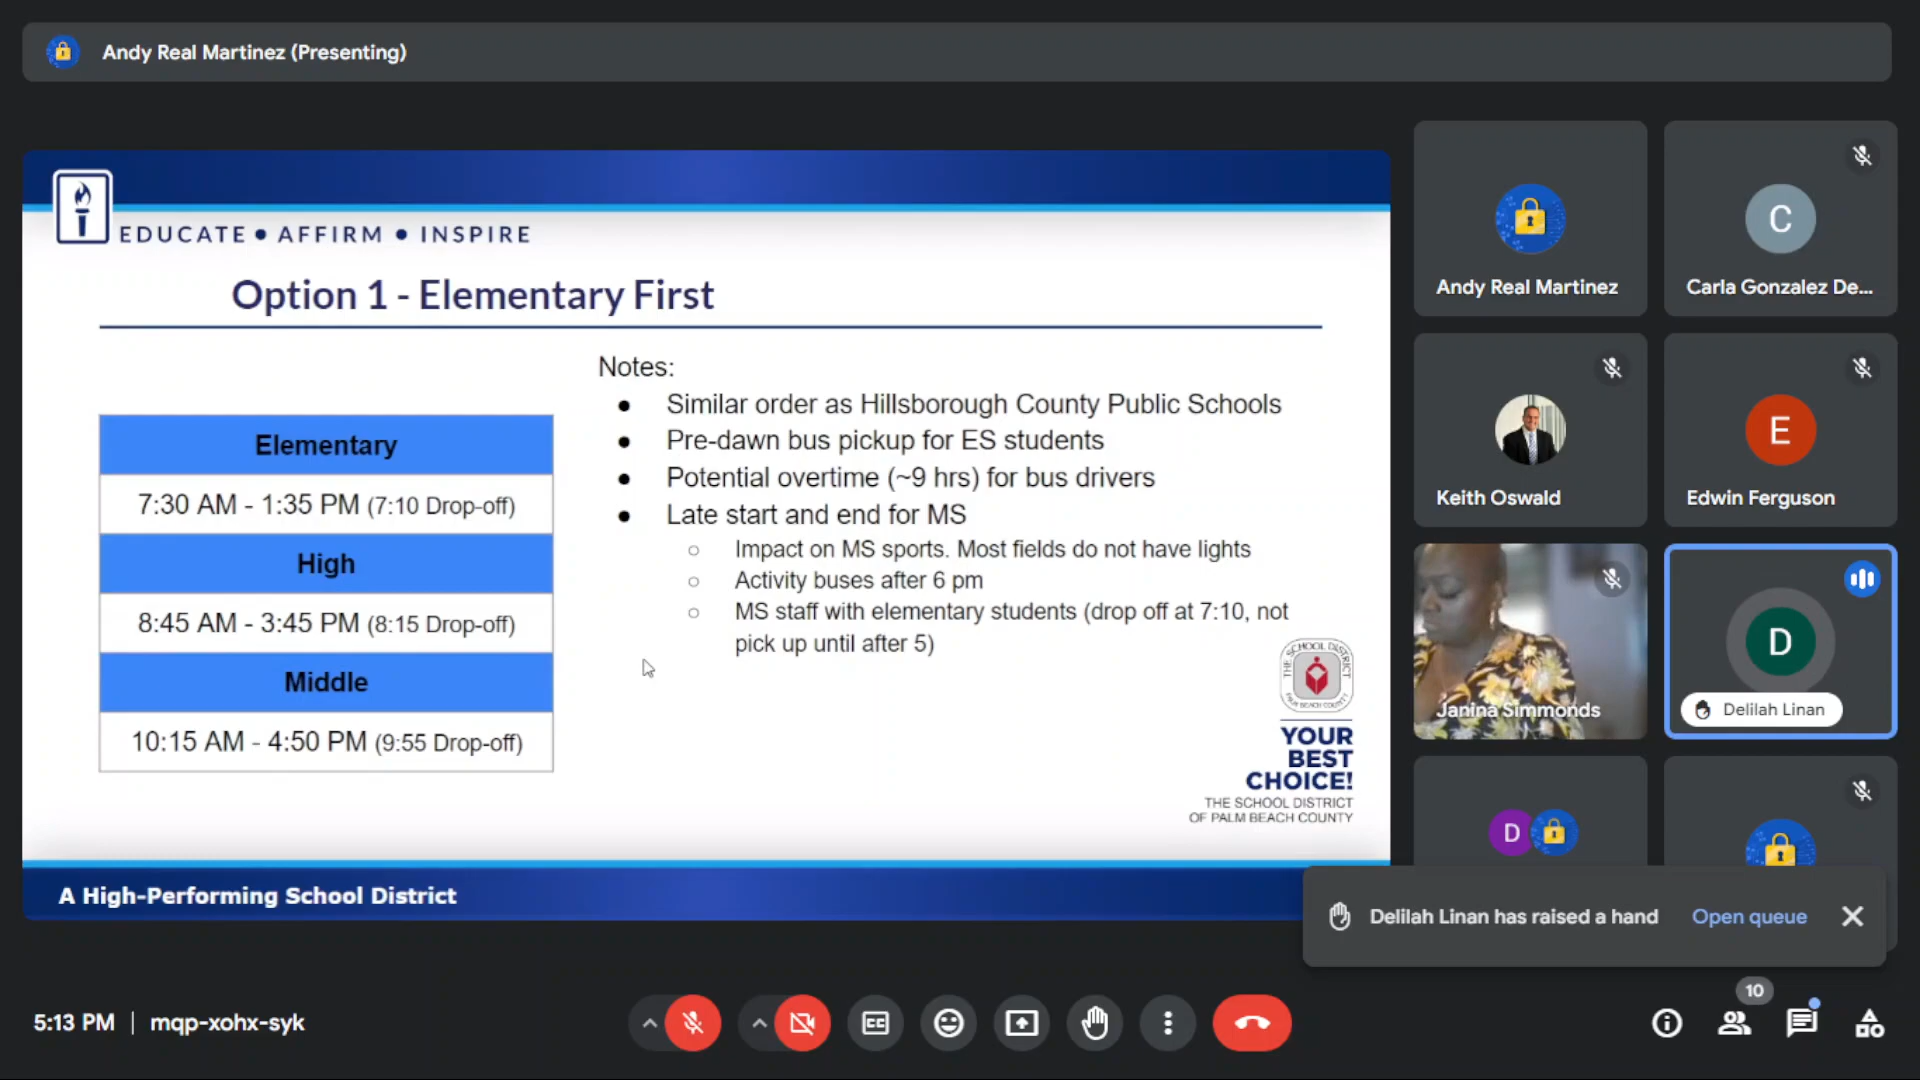 Andy Real Martinez (Presenting)
EDUCATE • AFFIRM • INSPIRE
Option 1 - Elementary First
Elementary
7:30 AM - 1:35 PM (7:10 Drop-off)
High
8:45 AM - 3:45 PM (8:15 Drop-off)
Middle
10:15 AM - 4:50 PM (9:55 Drop-off)
Notes:
● Similar order as Hillsborough County Public Schools
● Pre-dawn bus pickup for ES students
● Potential overtime (~9 hrs) for bus drivers
● Late start and end for MS
○ Impact on MS sports. Most fields do not have lights
○ Activity buses after 6 pm
○ MS staff with elementary students (drop off at 7:10, not
pick up until after 5)
THE SCHOOL DISTRICT
PALM BEACH COUNTY
YOUR
BEST
CHOICE!
THE SCHOOL DISTRICT
OF PALM BEACH COUNTY
A High-Performing School District
Andy Real Martinez
C
Carla Gonzalez De...
Keith Oswald
E
Edwin Ferguson
Janina Simmonds
D
Delilah Linan
D
Delilah Linan has raised a hand
Open queue
5:13 PM | mqp-xohx-syk
CC
10